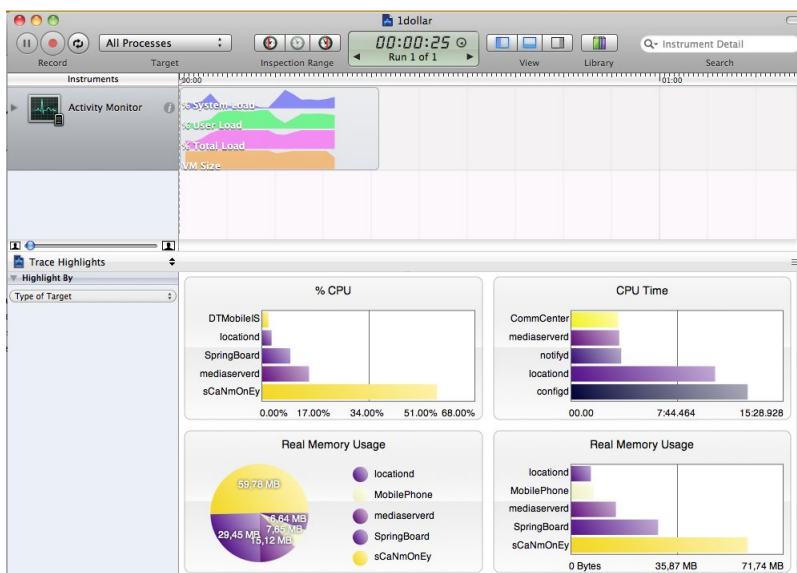 1dollar
All Processes
00:00:25
Run 1 of 1
Instrument Detail
Record
Target
Inspection Range
View
Library
Search
Instruments
00:00
01:00
Activity Monitor
% System Load
% User Load
% Total Load
VM Size
Trace Highlights
Highlight By
Type of Target
% CPU
DTMobileIS
locationd
SpringBoard
mediaserverd
sCaNmOnEy
0.00% 17.00% 34.00% 51.00% 68.00%
CPU Time
CommCenter
mediaserverd
notifyd
locationd
configd
00.00 7:44.464 15:28.928
Real Memory Usage
59,78 MB
6,64 MB
7,65 MB
29,45 MB
15,12 MB
locationd
MobilePhone
mediaserverd
SpringBoard
sCaNmOnEy
Real Memory Usage
locationd
MobilePhone
mediaserverd
SpringBoard
sCaNmOnEy
0 Bytes 35,87 MB 71,74 MB